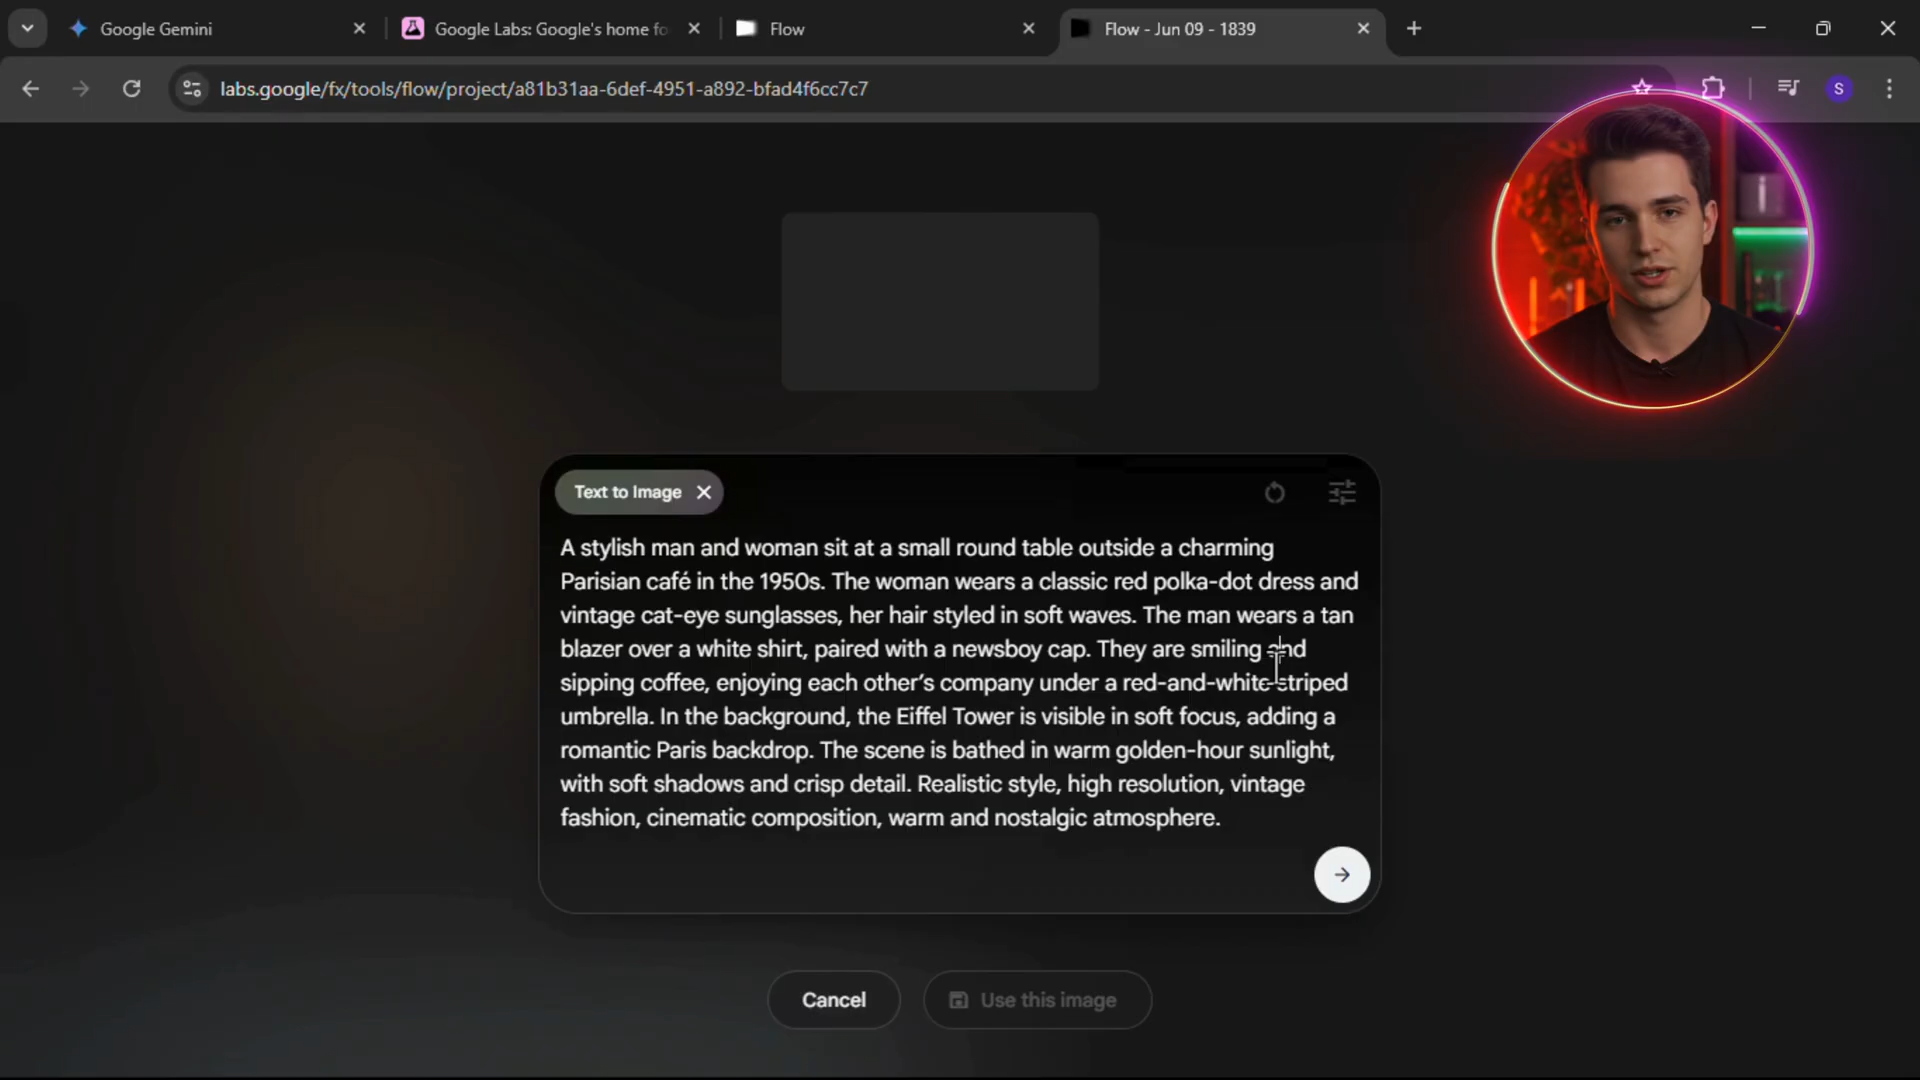 Google Gemini
Google Labs: Google's home fo
Flow
Flow - Jun 09 - 1839
labs.google/fx/tools/flow/project/a81b31aa-6def-4951-a892-bfad4f6cc7c7
S
Text to Image
A stylish man and woman sit at a small round table outside a charming
Parisian café in the 1950s. The woman wears a classic red polka-dot dress and
vintage cat-eye sunglasses, her hair styled in soft waves. The man wears a tan
blazer over a white shirt, paired with a newsboy cap. They are smiling and
sipping coffee, enjoying each other’s company under a red-and-white-striped
umbrella. In the background, the Eiffel Tower is visible in soft focus, adding a
romantic Paris backdrop. The scene is bathed in warm golden-hour sunlight,
with soft shadows and crisp detail. Realistic style, high resolution, vintage
fashion, cinematic composition, warm and nostalgic atmosphere.
Cancel
Use this image